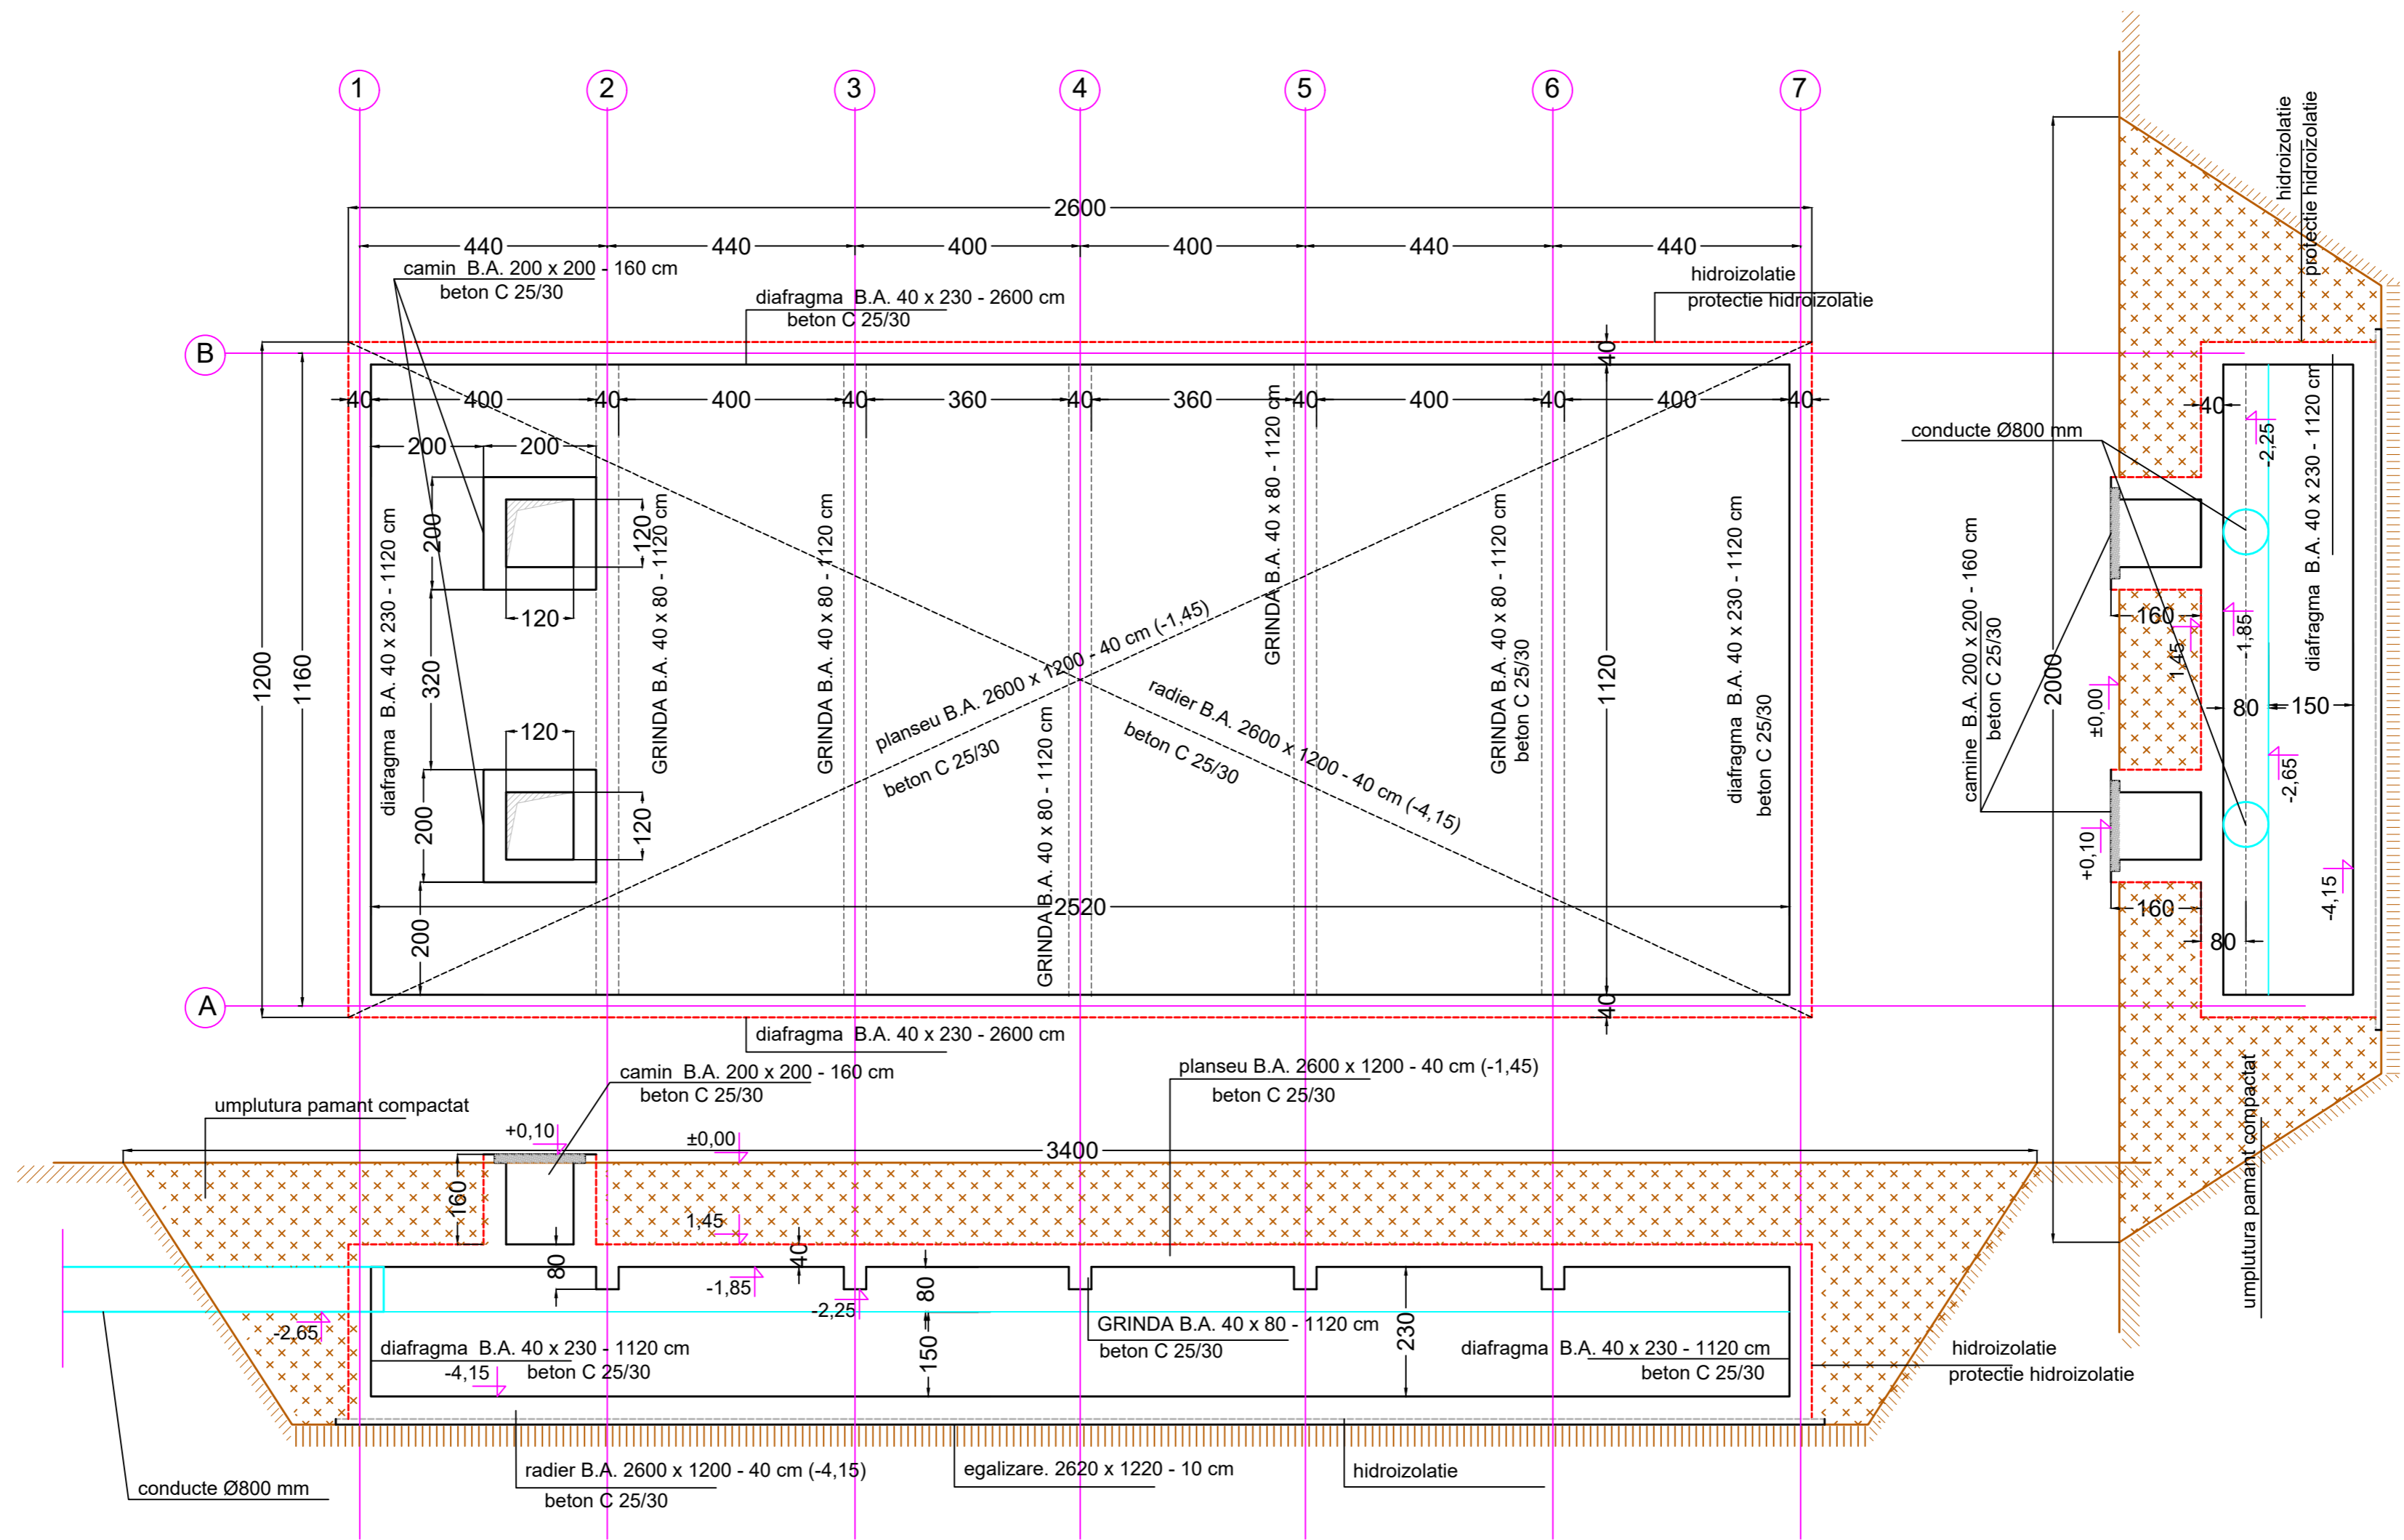 1
2
3
4
5
6
7
2600
440
440
400
400
440
440
camin B.A. 200 x 200 - 160 cm
beton C 25/30
diafragma B.A. 40 x 230 - 2600 cm
beton C 25/30
hidroizolatie
protectie hidroizolatie
B
A
1200
1160
40
400
40
400
40
360
40
360
40
400
40
400
40
40
1120
40
200
200
200
120
120
320
120
120
200
200
2520
diafragma B.A. 40 x 230 - 1120 cm
GRINDA B.A. 40 x 80 - 1120 cm
GRINDA B.A. 40 x 80 - 1120 cm
GRINDA B.A. 40 x 80 - 1120 cm
GRINDA B.A. 40 x 80 - 1120 cm
GRINDA B.A. 40 x 80 - 1120 cm
beton C 25/30
diafragma B.A. 40 x 230 - 1120 cm
beton C 25/30
planseu B.A. 2600 x 1200 - 40 cm (-1,45)
beton C 25/30
radier B.A. 2600 x 1200 - 40 cm (-4,15)
beton C 25/30
diafragma B.A. 40 x 230 - 2600 cm
hidroizolatie
protectie hidroizolatie
conducte Ø800 mm
40
-2,25
diafragma B.A. 40 x 230 - 1120 cm
160
1,45
-1,85
±0,00
2000
camine B.A. 200 x 200 - 160 cm
beton C 25/30
80
150
-2,65
+0,10
-4,15
160
80
umplutura pamant compactat
camin B.A. 200 x 200 - 160 cm
beton C 25/30
planseu B.A. 2600 x 1200 - 40 cm (-1,45)
beton C 25/30
umplutura pamant compactat
+0,10
±0,00
3400
160
1,45
80
40
-1,85
-2,25
80
-2,65
150
230
GRINDA B.A. 40 x 80 - 1120 cm
beton C 25/30
diafragma B.A. 40 x 230 - 1120 cm
beton C 25/30
-4,15
diafragma B.A. 40 x 230 - 1120 cm
beton C 25/30
hidroizolatie
protectie hidroizolatie
conducte Ø800 mm
radier B.A. 2600 x 1200 - 40 cm (-4,15)
beton C 25/30
egalizare. 2620 x 1220 - 10 cm
hidroizolatie